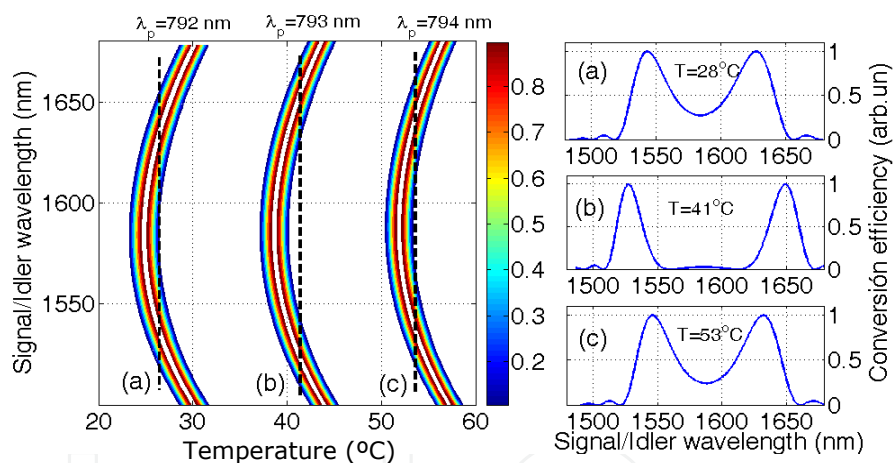 λp=792 nm
λp=793 nm
λp=794 nm
Signal/Idler wavelength (nm)
1650
1600
1550
(a)
(b)
(c)
20
30
40
50
60
Temperature (ºC)
0.8
0.7
0.6
0.5
0.4
0.3
0.2
(a)
T=28°C
1
0.5
0
1500
1550
1600
1650
(b)
T=41°C
1
0.5
0
1500
1550
1600
1650
(c)
T=53°C
1
0.5
0
1500
1550
1600
1650
Signal/Idler wavelength (nm)
Conversión efficiency (arb.un)